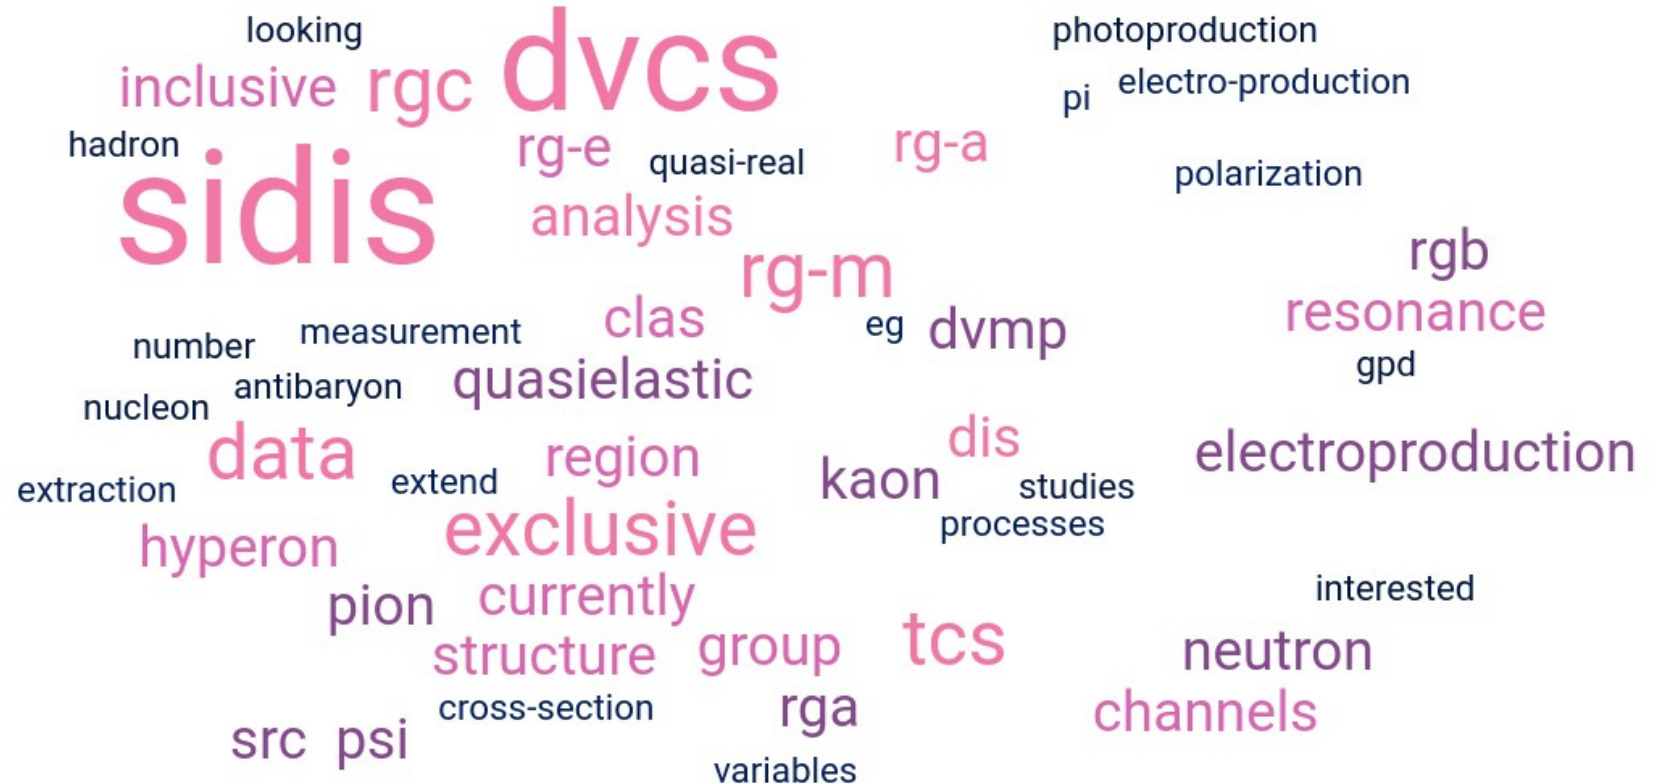 looking
dvcs
photoproduction
inclusive
rgc
pi
electro-production
hadron
rg-e
quasi-real
rg-a
polarization
sidis
analysis
rgb
rg-m
resonance
number
measurement
clas
eg
dvmp
gpd
nucleon
antibaryon
quasielastic
data
region
dis
electroproduction
extraction
extend
kaon
studies
exclusive
processes
hyperon
currently
interested
pion
structure
group
tcs
neutron
cross-section
rga
channels
src
psi
variables